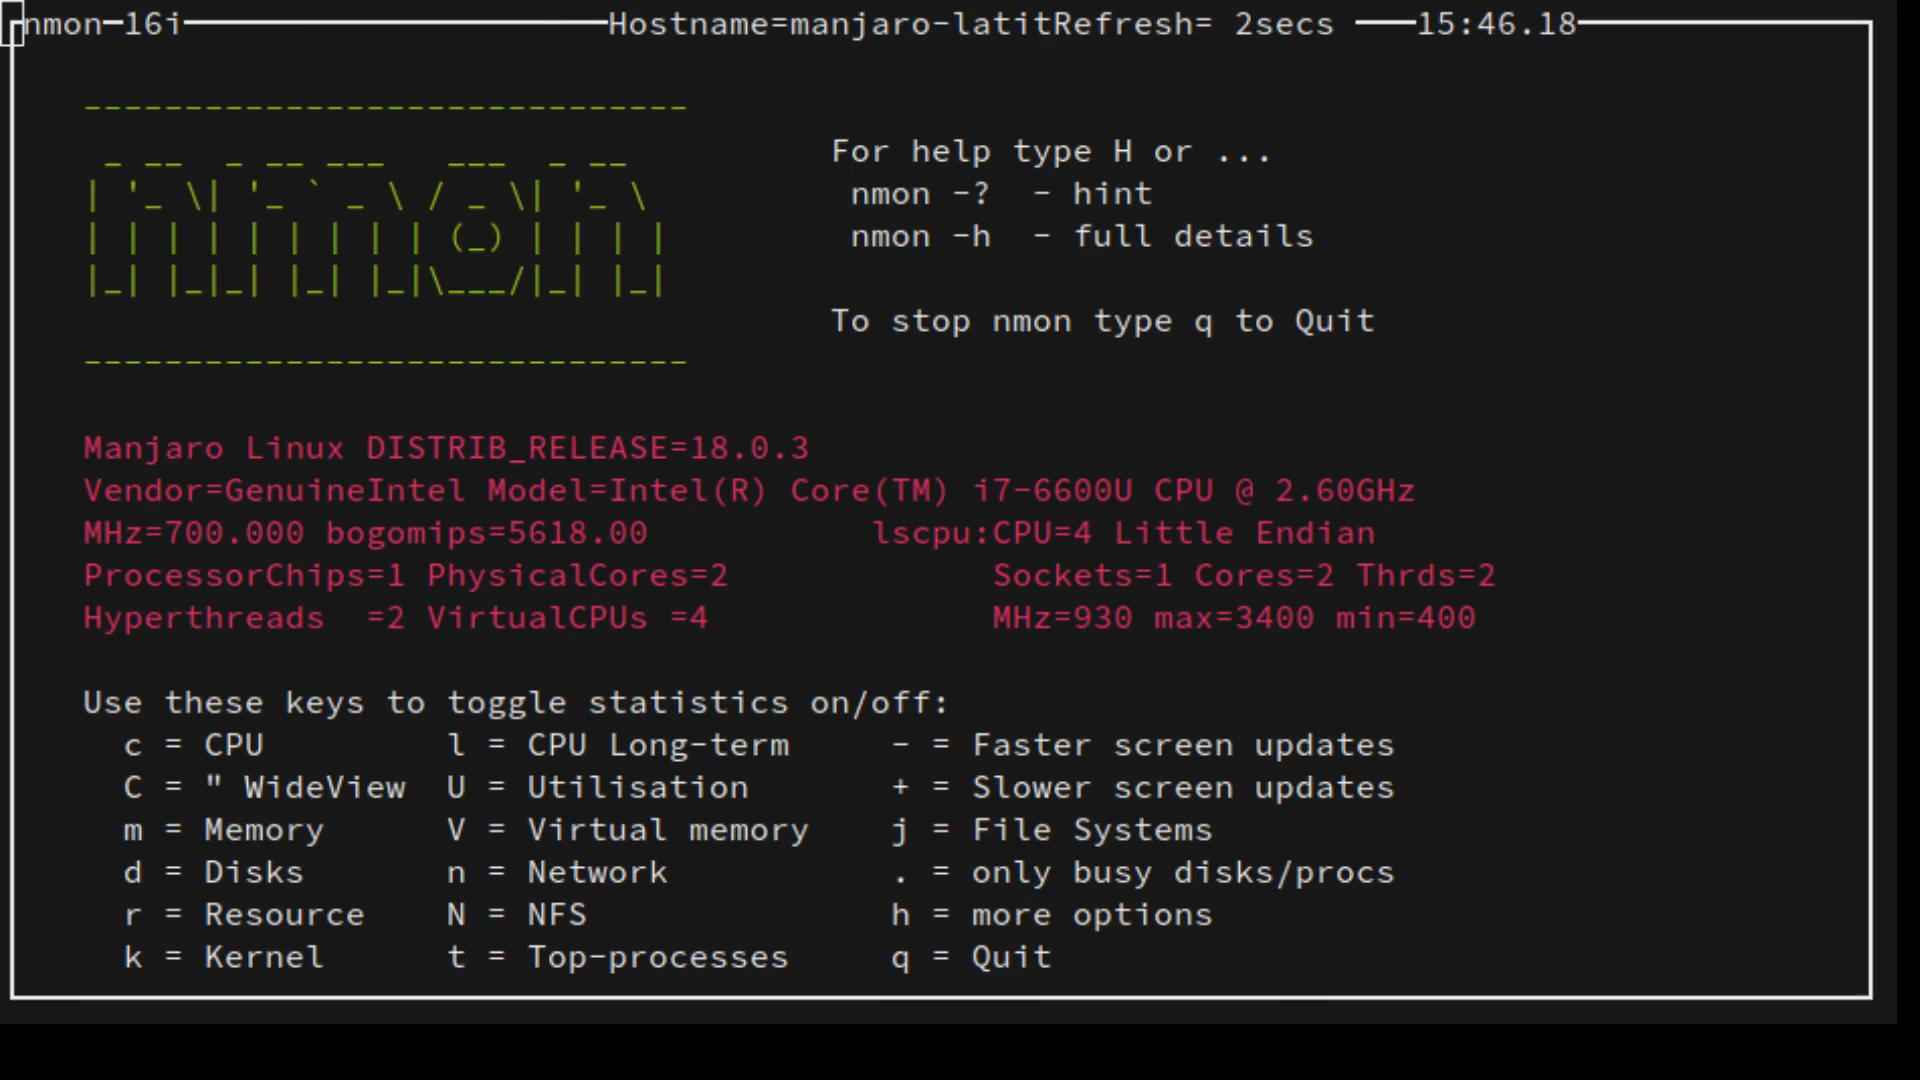 nmon─16i─────────────────────Hostname=manjaro-latitRefresh= 2secs ───15:46.18──────────────
------------------------------
 _ __   _ __ ___   ___  _ __
| '_ \| '_ ` _ \ / _ \| '_ \
| | | | | | | | | (_) | | | |
|_| |_|_| |_| |_|\___/|_| |_|
------------------------------
For help type H or ...
nmon -?  - hint
nmon -h  - full details
To stop nmon type q to Quit
Manjaro Linux DISTRIB_RELEASE=18.0.3
Vendor=GenuineIntel Model=Intel(R) Core(TM) i7-6600U CPU @ 2.60GHz
MHz=700.000 bogomips=5618.00           lscpu:CPU=4 Little Endian
ProcessorChips=1 PhysicalCores=2             Sockets=1 Cores=2 Thrds=2
Hyperthreads  =2 VirtualCPUs =4              MHz=930 max=3400 min=400
Use these keys to toggle statistics on/off:
c = CPU         l = CPU Long-term     - = Faster screen updates
C = " WideView  U = Utilisation       + = Slower screen updates
m = Memory      V = Virtual memory    j = File Systems
d = Disks       n = Network           . = only busy disks/procs
r = Resource    N = NFS               h = more options
k = Kernel      t = Top-processes     q = Quit